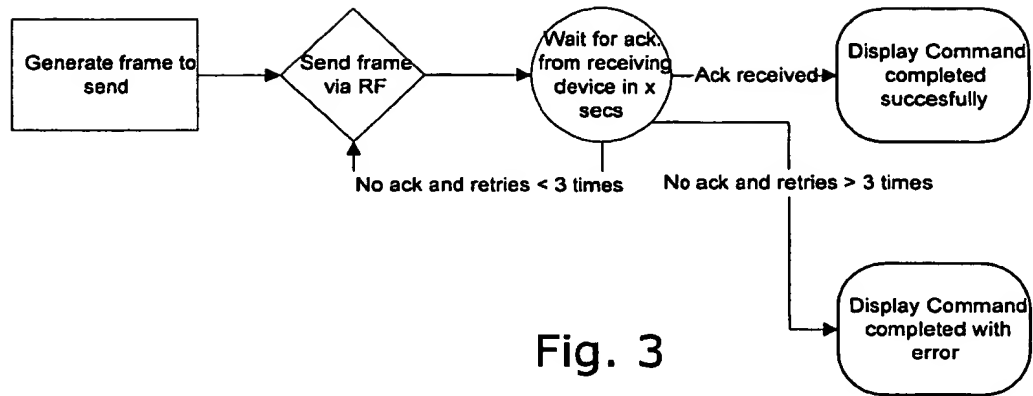 Generate frame to
send
Send frame
via RF
Wait for ack.
from receiving
device in x
secs
Ack received
Display Command
completed
succesfully
No ack and retries < 3 times
No ack and retries > 3 times
Display Command
completed with
error
Fig. 3